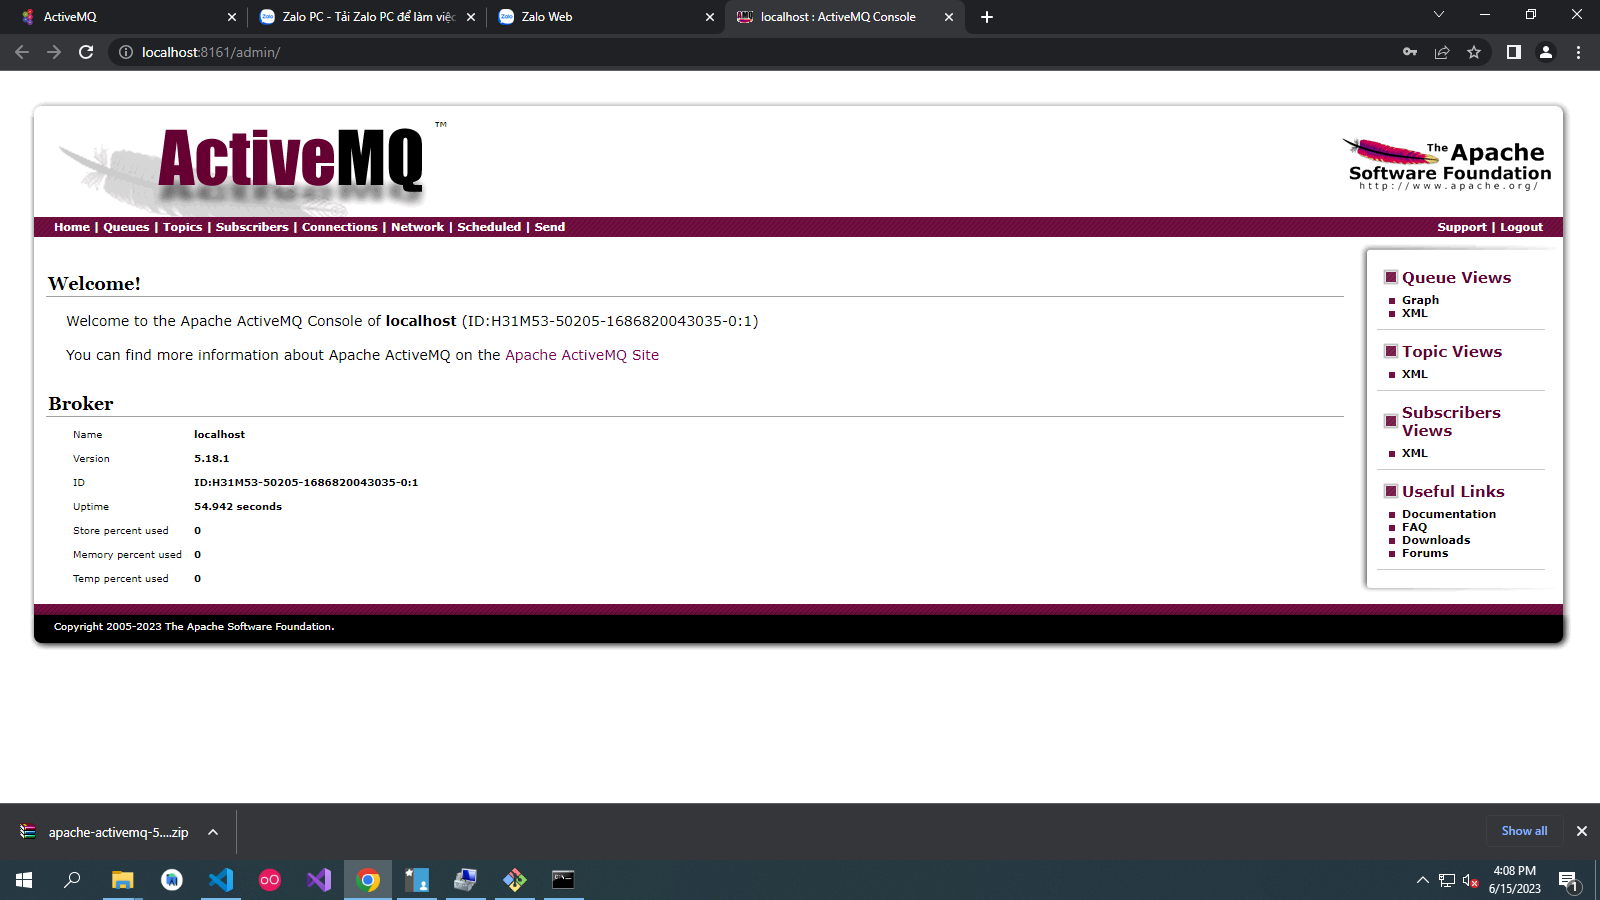 ActiveMQ
Zalo PC - Tải Zalo PC để làm việc
Zalo Web
localhost : ActiveMQ Console
localhost:8161/admin/
ActiveMQ ™
The Apache
Software Foundation
http://www.apache.org/
Home | Queues | Topics | Subscribers | Connections | Network | Scheduled | Send
Support | Logout
Welcome!
Welcome to the Apache ActiveMQ Console of localhost (ID:H31M53-50205-1686820043035-0:1)
You can find more information about Apache ActiveMQ on the Apache ActiveMQ Site
Broker
Name localhost
Version 5.18.1
ID ID:H31M53-50205-1686820043035-0:1
Uptime 54.942 seconds
Store percent used 0
Memory percent used 0
Temp percent used 0
Queue Views
Graph
XML
Topic Views
XML
Subscribers
Views
XML
Useful Links
Documentation
FAQ
Downloads
Forums
Copyright 2005-2023 The Apache Software Foundation.
apache-activemq-5....zip
Show all
4:08 PM
6/15/2023
1